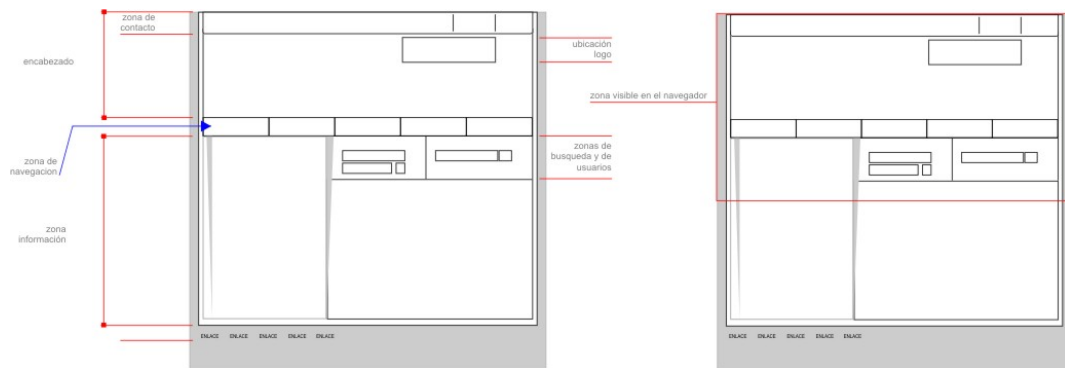 zona de
contacto
encabezado
zona de
navegacion
zona
información
ubicación
logo
zonas de
busqueda y de
usuarios
ENLACE ENLACE ENLACE ENLACE ENLACE
zona visible en el navegador
ENLACE ENLACE ENLACE ENLACE ENLACE